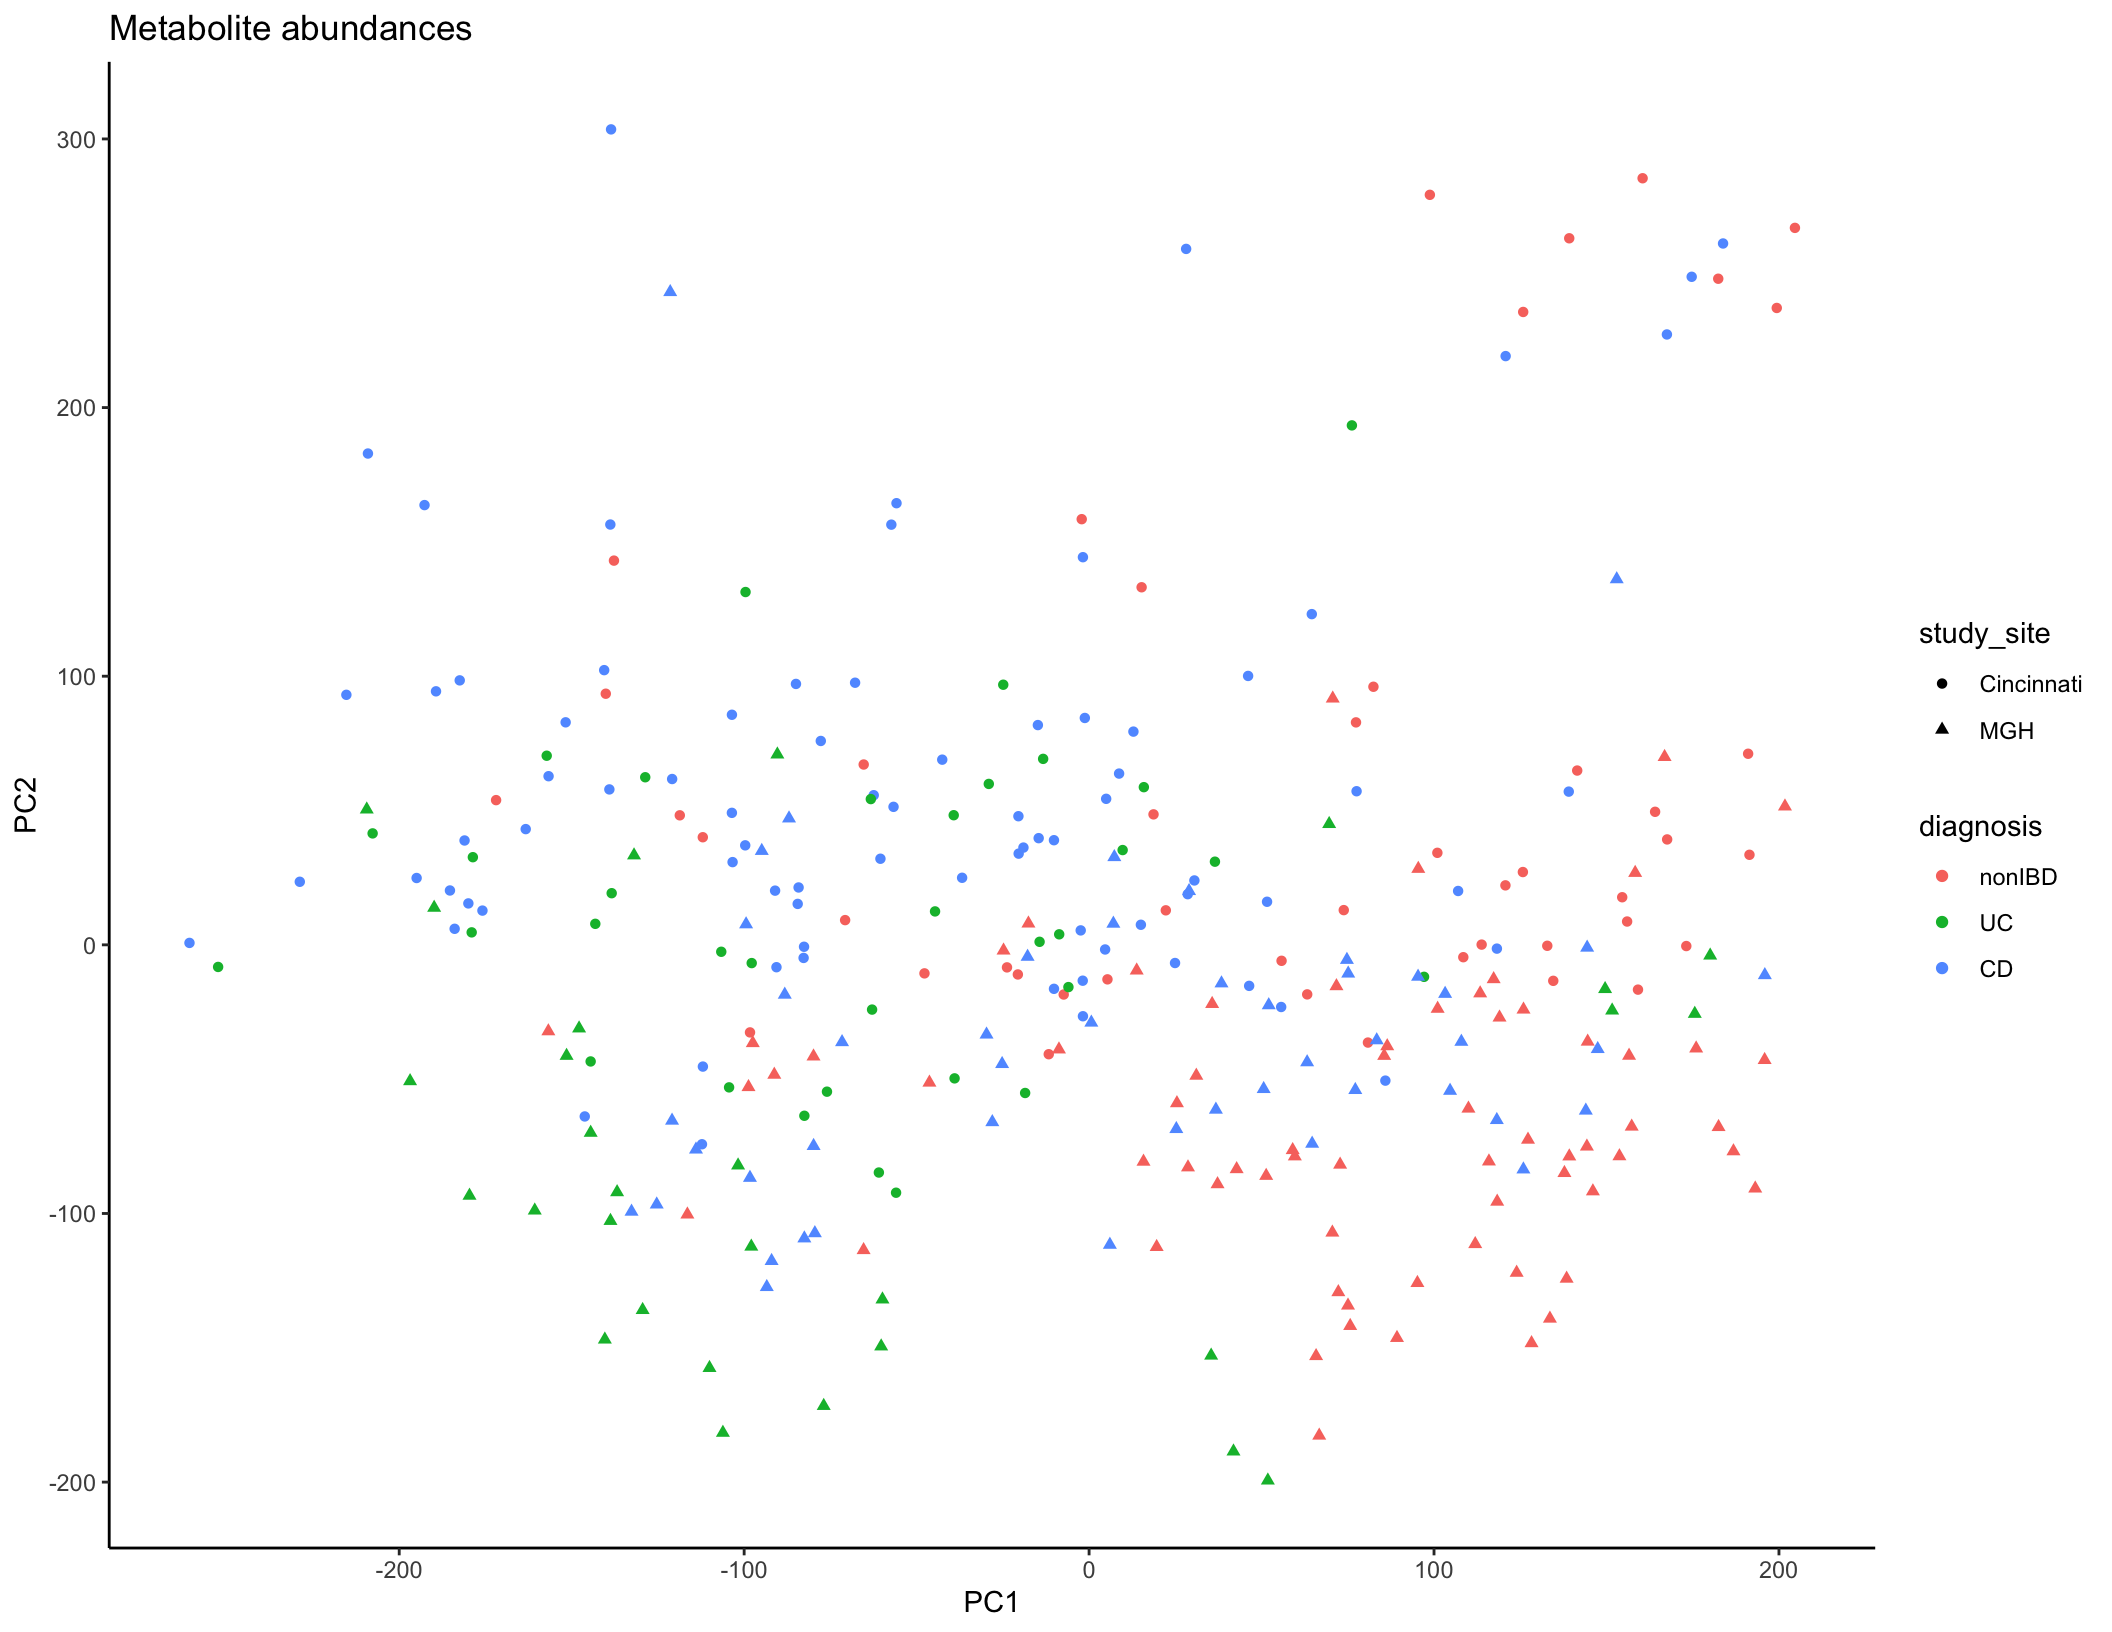 Metabolite abundances
300
200
100
0
-100
-200
PC2
-200
-100
0
100
200
PC1
study_site
Cincinnati
MGH
diagnosis
nonIBD
UC
CD